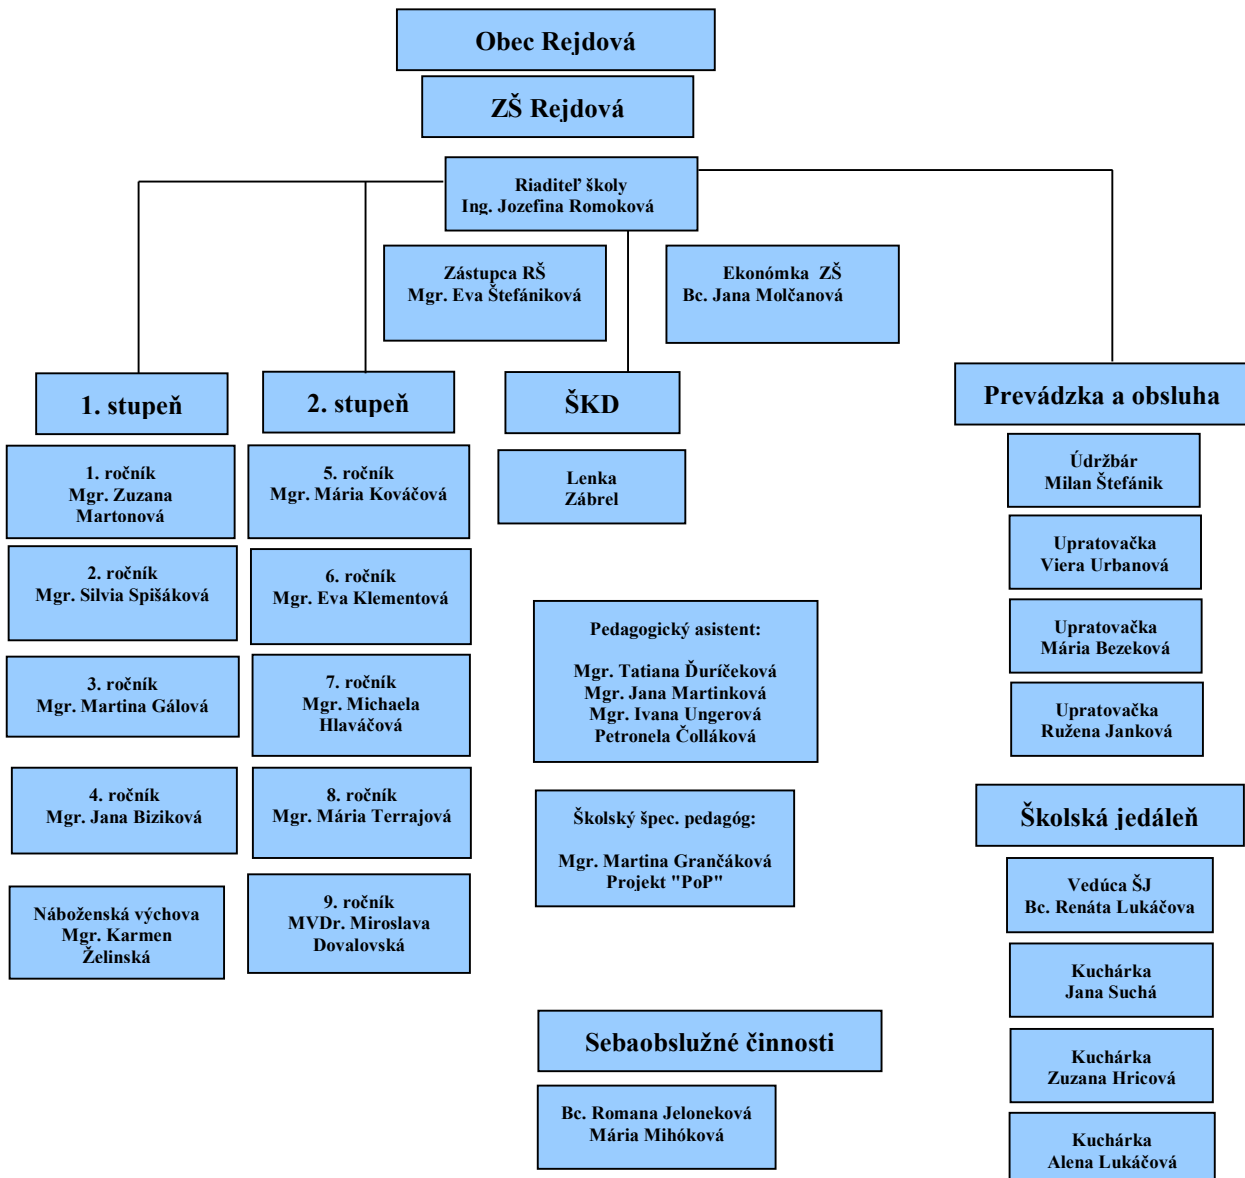 Obec Rejdová
ZŠ Rejdová
Riaditeľ školy
Ing. Jozefina Romoková
Zástupca RŠ
Mgr. Eva Štefániková
Ekonómka ZŠ
Bc. Jana Molčanová
1. stupeň
1. ročník
Mgr. Zuzana
Martonová
2. ročník
Mgr. Silvia Spišáková
3. ročník
Mgr. Martina Gálová
4. ročník
Mgr. Jana Biziková
Náboženská výchova
Mgr. Karmen
Želinská
2. stupeň
5. ročník
Mgr. Mária Kováčová
6. ročník
Mgr. Eva Klementová
7. ročník
Mgr. Michaela
Hlaváčová
8. ročník
Mgr. Mária Terrajová
9. ročník
MVDr. Miroslava
Dovalovská
ŠKD
Lenka
Zábrel
Pedagogický asistent:
Mgr. Tatiana Ďuríčeková
Mgr. Jana Martinková
Mgr. Ivana Ungerová
Petronela Čolláková
Školský špec. pedagóg:
Mgr. Martina Grančáková
Projekt "PoP"
Sebaobslužné činnosti
Bc. Romana Jeloneková
Mária Mihóková
Prevádzka a obsluha
Údržbár
Milan Štefánik
Upratovačka
Viera Urbanová
Upratovačka
Mária Bezeková
Upratovačka
Ružena Janková
Školská jedáleň
Vedúca ŠJ
Bc. Renáta Lukáčova
Kuchárka
Jana Suchá
Kuchárka
Zuzana Hricová
Kuchárka
Alena Lukáčová